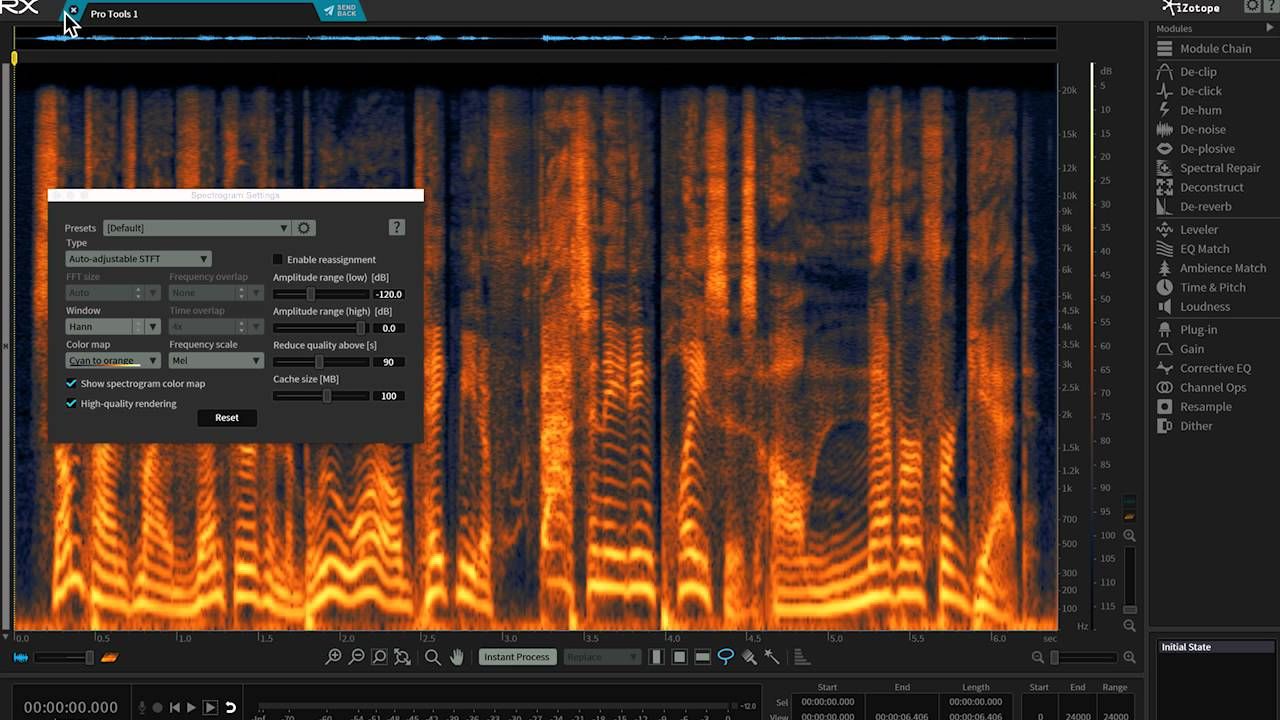 RX
Pro Tools 1
SEND
BACK
iZotope
?
Modules
Module Chain
De-clip
De-click
De-hum
De-noise
De-plosive
Spectral Repair
Deconstruct
De-reverb
Leveler
EQ Match
Ambience Match
Time & Pitch
Loudness
Plug-in
Gain
Corrective EQ
Channel Ops
Resample
Dither
Spectrogram Settings
Presets [Default] ?
Type
Auto-adjustable STFT
Enable reassignment
FFT size Frequency overlap
Auto None
Amplitude range (low) [dB]
-120.0
Window Time overlap
Hann 4x
Amplitude range (high) [dB]
0.0
Color map Frequency scale
Cyan to orange Mel
Reduce quality above [s]
90
Show spectrogram color map
High-quality rendering
Cache size [MB]
100
Reset
20k
15k
12k
10k
9k
8k
7k
6k
5k
4.5k
4k
3.5k
3k
2.5k
2k
1.5k
1.2k
1k
700
500
300
200
100
Hz
dB
5
10
15
20
25
30
35
40
45
50
55
60
65
70
75
80
85
90
95
100
105
110
115
0.0 0.5 1.0 1.5 2.0 2.5 3.0 3.5 4.0 4.5 5.0 5.5 6.0 sec
Instant Process Replace
Initial State
00:00:00.000
-Inf. -70 -60 -54 -48 -42 -36 -30 -24 -18 -12 -6 -3 0
-12.0
Start End Length Start End Range
Sel 00:00:00.000 00:00:00.000
View 00:00:00.000 00:00:06.406 00:00:06.406 0 24000 24000